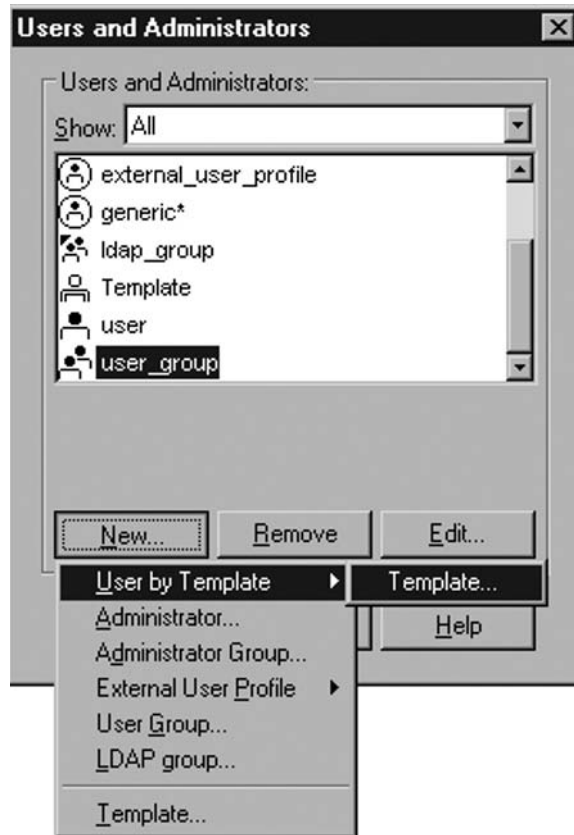 Users and Administrators
Users and Administrators:
Show: All
external_user_profile
generic*
ldap_group
Template
user
user_group
New... Remove Edit...
User by Template Template...
Administrator... Help
Administrator Group...
External User Profile
User Group...
LDAP group...
Template...